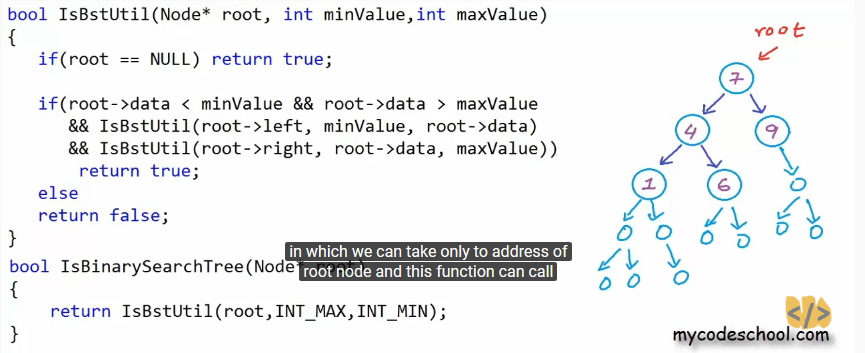 bool IsBstUtil(Node* root, int minValue,int maxValue)
{
if(root == NULL) return true;
if(root->data < minValue && root->data > maxValue
&& IsBstUtil(root->left, minValue, root->data)
&& IsBstUtil(root->right, root->data, maxValue))
return true;
else
return false;
}
bool IsBinarySearchTree(Node*
{
return IsBstUtil(root,INT_MAX,INT_MIN);
}
in which we can take only to address of
root node and this function can call
root
7
4 9
1 6
</>
mycodeschool.com